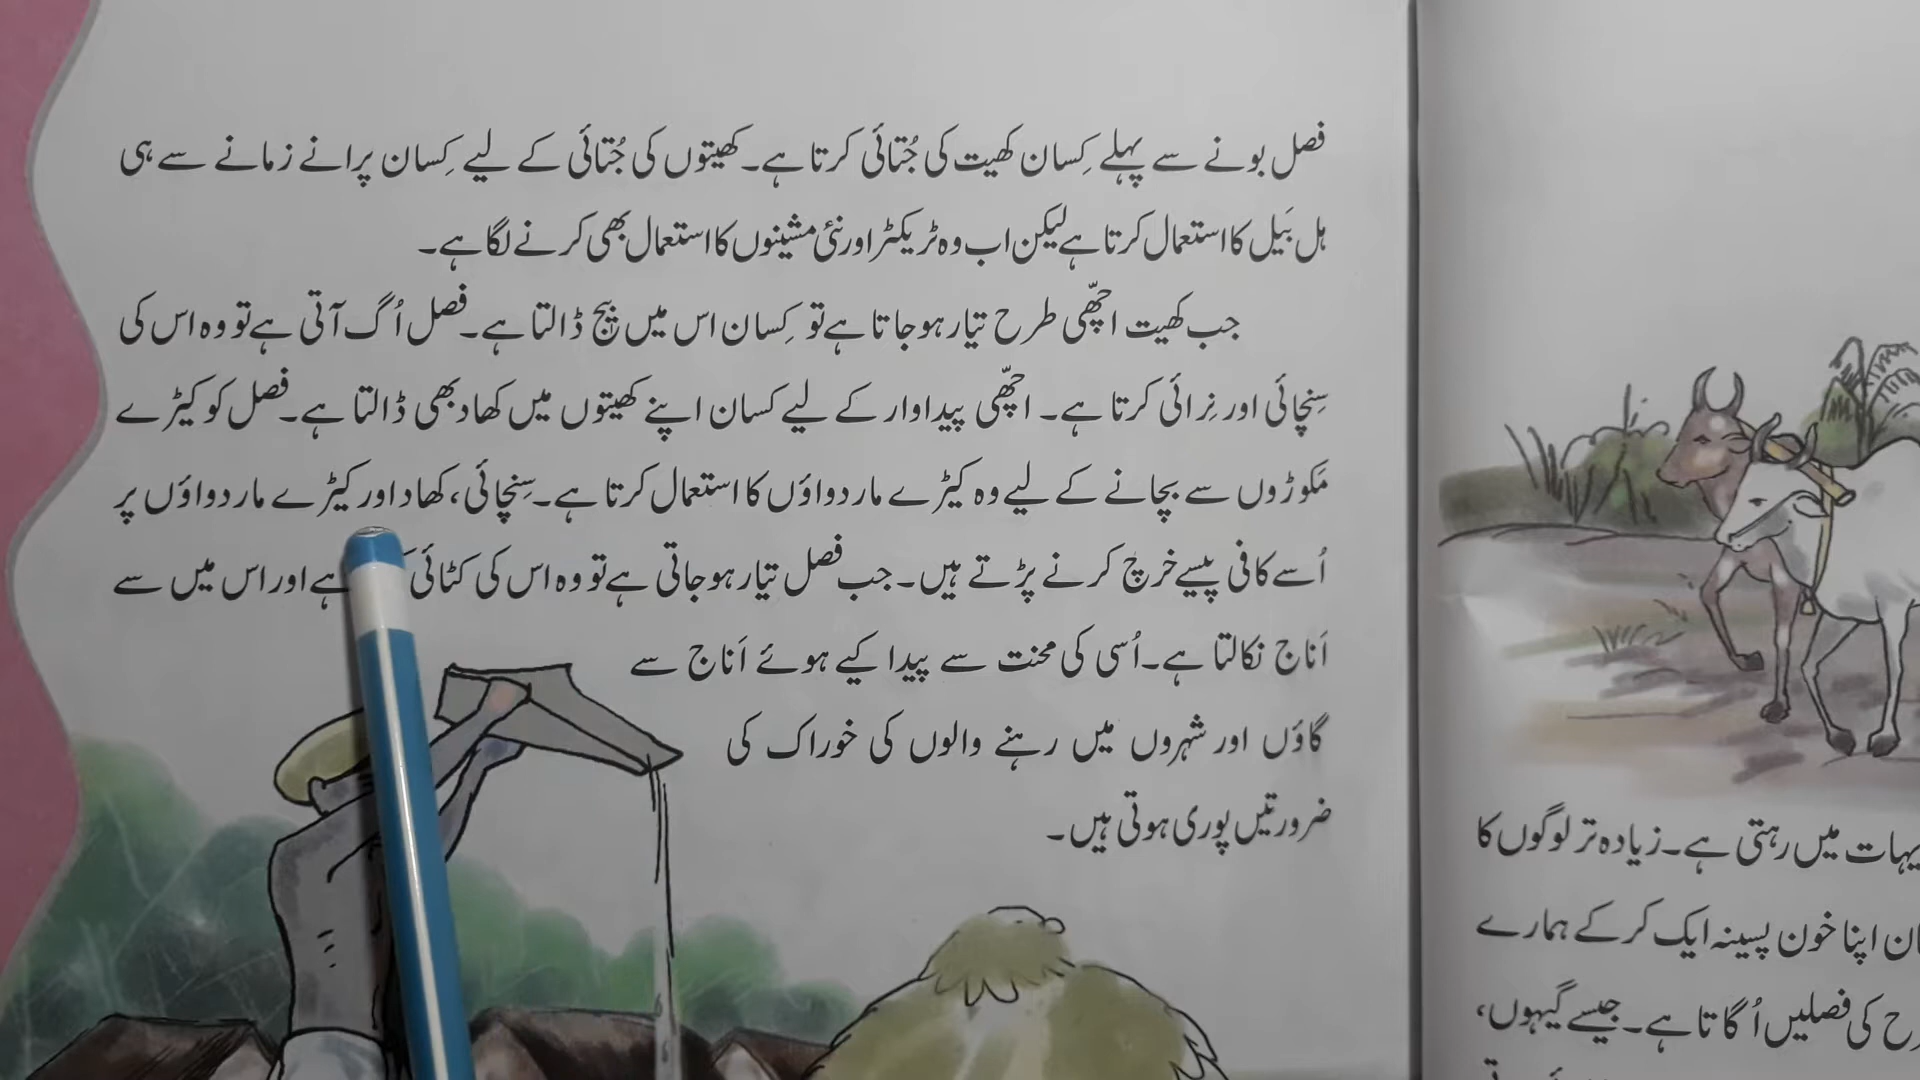 فصل بونے سے پہلے کِسان کھیت کی جُتائی کرتا ہے۔ کھیتوں کی جُتائی کے لیے کِسان پرانے زمانے سے ہی
ہل بَیل کا استعمال کرتا ہے لیکن اب وہ ٹریکٹر اور نئی مشینوں کا استعمال بھی کرنے لگا ہے۔
جب کھیت اچھّی طرح تیار ہو جاتا ہے تو کِسان اس میں بیج ڈالتا ہے۔ فصل اُگ آتی ہے تو وہ اس کی
سِنچائی اور نِرائی کرتا ہے۔ اچھّی پیداوار کے لیے کسان اپنے کھیتوں میں کھاد بھی ڈالتا ہے۔ فصل کو کیڑے
مَکوڑوں سے بچانے کے لیے وہ کیڑے مار دواؤں کا استعمال کرتا ہے۔ سِنچائی، کھاد اور کیڑے مار دواؤں پر
اُسے کافی پیسے خرچ کرنے پڑتے ہیں۔ جب فصل تیار ہو جاتی ہے تو وہ اس کی کٹائی ہے اور اس میں سے
اَناج نکالتا ہے۔ اُسی کی محنت سے پیدا کیے ہوئے اَناج سے
گاؤں اور شہروں میں رہنے والوں کی خوراک کی
ضرورتیں پوری ہوتی ہیں۔
میں رہتی ہے۔ زیادہ تر لوگوں کا
اپنا خون پسینہ ایک کر کے ہمارے
کی فصلیں اُگاتا ہے۔ جیسے گیہوں،